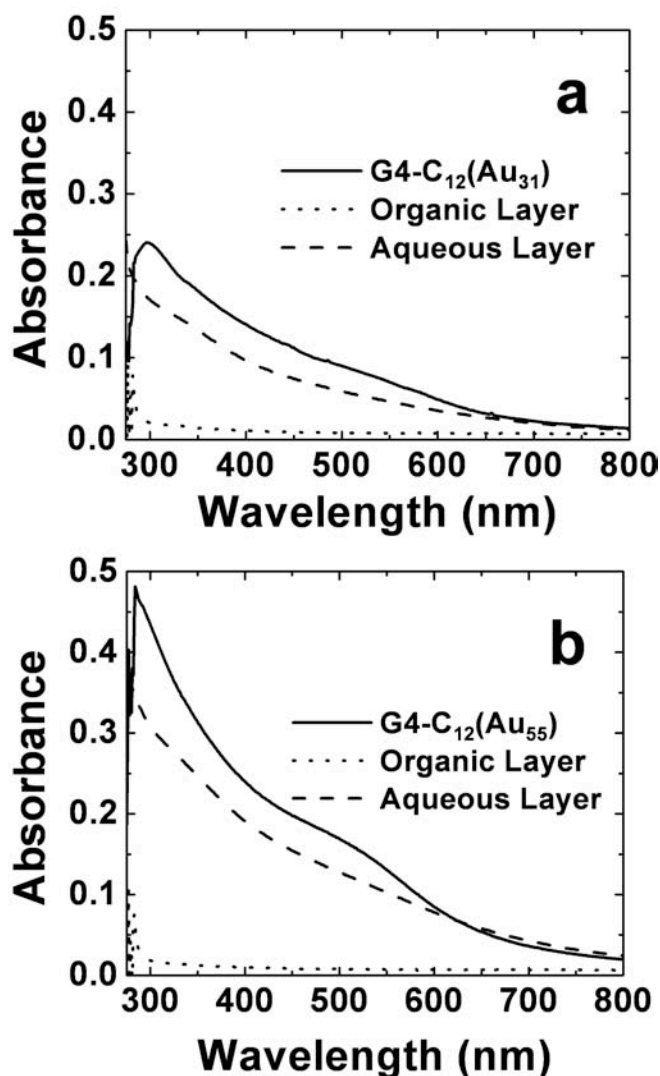 0.5
0.4
0.3
0.2
0.1
0.0
Absorbance
a
G4-C₁₂(Au₃₁)
Organic Layer
Aqueous Layer
300 400 500 600 700 800
Wavelength (nm)
0.5
0.4
0.3
0.2
0.1
0.0
Absorbance
b
G4-C₁₂(Au₅₅)
Organic Layer
Aqueous Layer
300 400 500 600 700 800
Wavelength (nm)